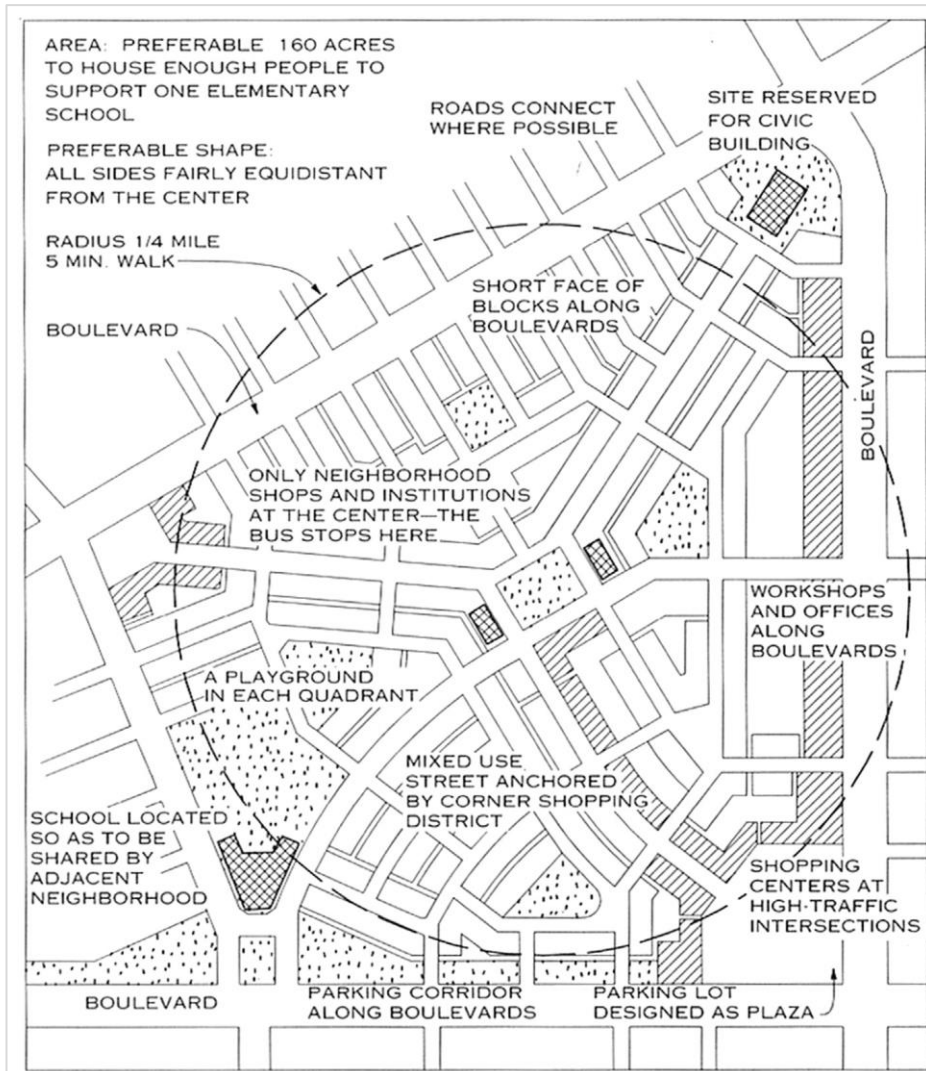 AREA: PREFERABLE 160 ACRES
TO HOUSE ENOUGH PEOPLE TO
SUPPORT ONE ELEMENTARY
SCHOOL
PREFERABLE SHAPE:
ALL SIDES FAIRLY EQUIDISTANT
FROM THE CENTER
RADIUS 1/4 MILE
5 MIN. WALK
BOULEVARD
ROADS CONNECT
WHERE POSSIBLE
SITE RESERVED
FOR CIVIC
BUILDING
SHORT FACE OF
BLOCKS ALONG
BOULEVARDS
BOULEVARD
ONLY NEIGHBORHOOD
SHOPS AND INSTITUTIONS
AT THE CENTER—THE
BUS STOPS HERE
WORKSHOPS
AND OFFICES
ALONG
BOULEVARDS
A PLAYGROUND
IN EACH QUADRANT
MIXED USE
STREET ANCHORED
BY CORNER SHOPPING
DISTRICT
SCHOOL LOCATED
SO AS TO BE
SHARED BY
ADJACENT
NEIGHBORHOOD
SHOPPING
CENTERS AT
HIGH-TRAFFIC
INTERSECTIONS
BOULEVARD
PARKING CORRIDOR
ALONG BOULEVARDS
PARKING LOT
DESIGNED AS PLAZA